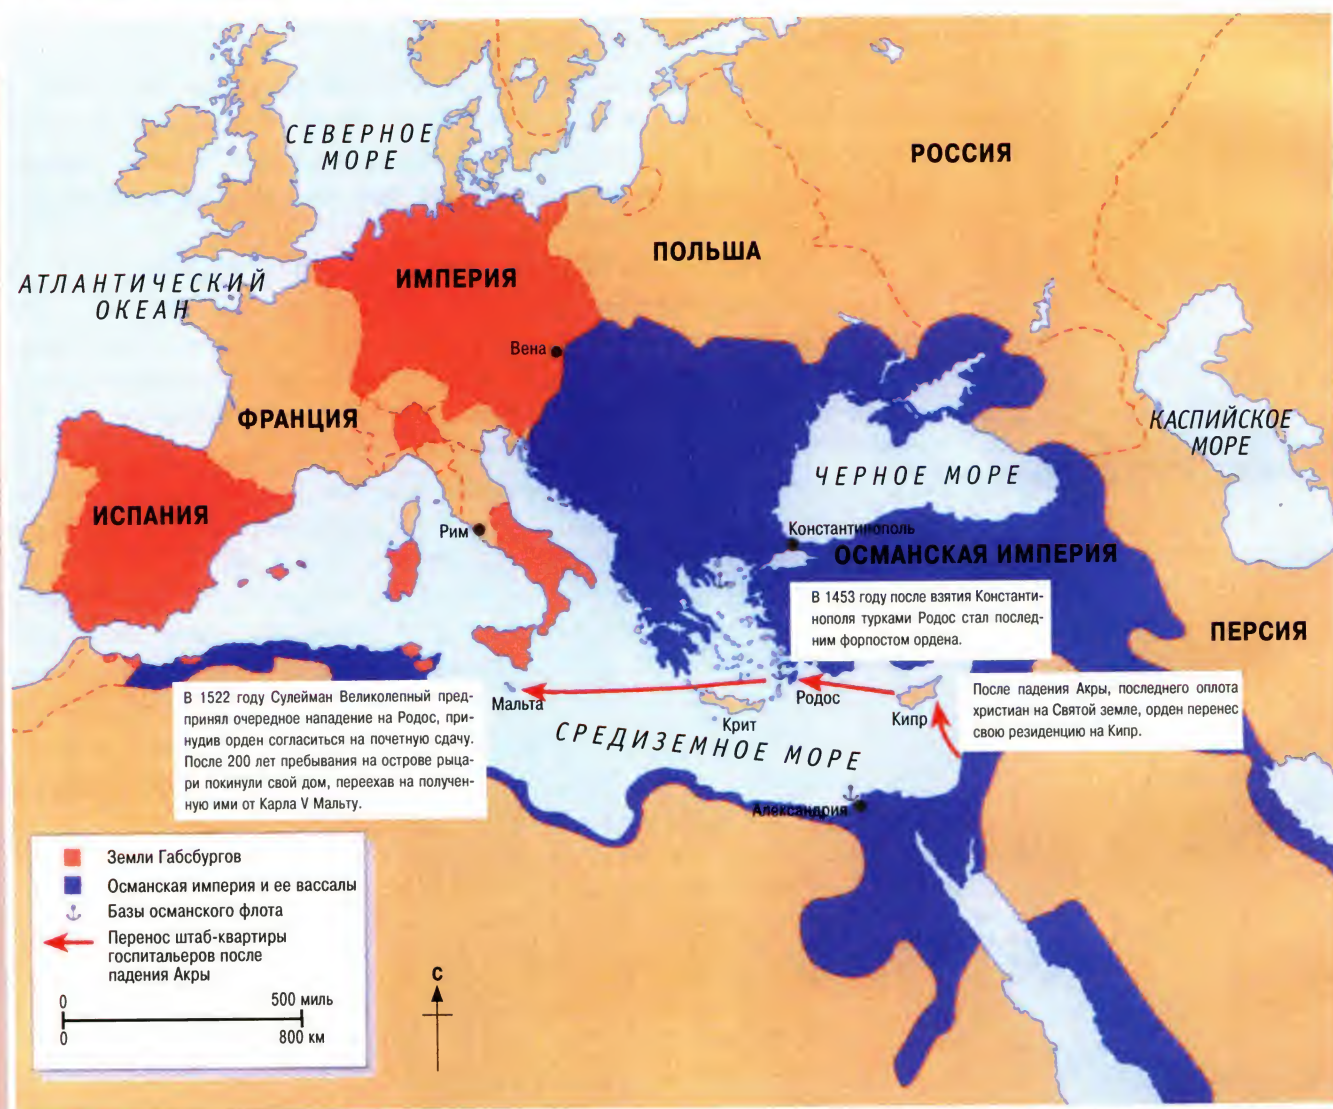 СЕВЕРНОЕ
МОРЕ
РОССИЯ
ПОЛЬША
АТЛАНТИЧЕСКИЙ
ОКЕАН
ИМПЕРИЯ
Вена
ФРАНЦИЯ
КАСПИЙСКОЕ
МОРЕ
ЧЕРНОЕ МОРЕ
ИСПАНИЯ
Рим
Константинополь
ОСМАНСКАЯ ИМПЕРИЯ
В 1453 году после взятия Константи-
нополя турками Родос стал послед-
ним форпостом ордена.
ПЕРСИЯ
В 1522 году Сулейман Великолепный пред-
принял очередное нападение на Родос, при-
нудив орден согласиться на почетную сдачу.
После 200 лет пребывания на острове рыца-
ри покинули свой дом, переехав на получен-
ную ими от Карла V Мальту.
Мальта
Крит
Родос
Кипр
После падения Акры, последнего оплота
христиан на Святой земле, орден перенес
свою резиденцию на Кипр.
СРЕДИЗЕМНОЕ МОРЕ
Александрия
Земли Габсбургов
Османская империя и ее вассалы
Базы османского флота
Перенос штаб-квартиры
госпитальеров после
падения Акры
0 500 миль
0 800 км
С